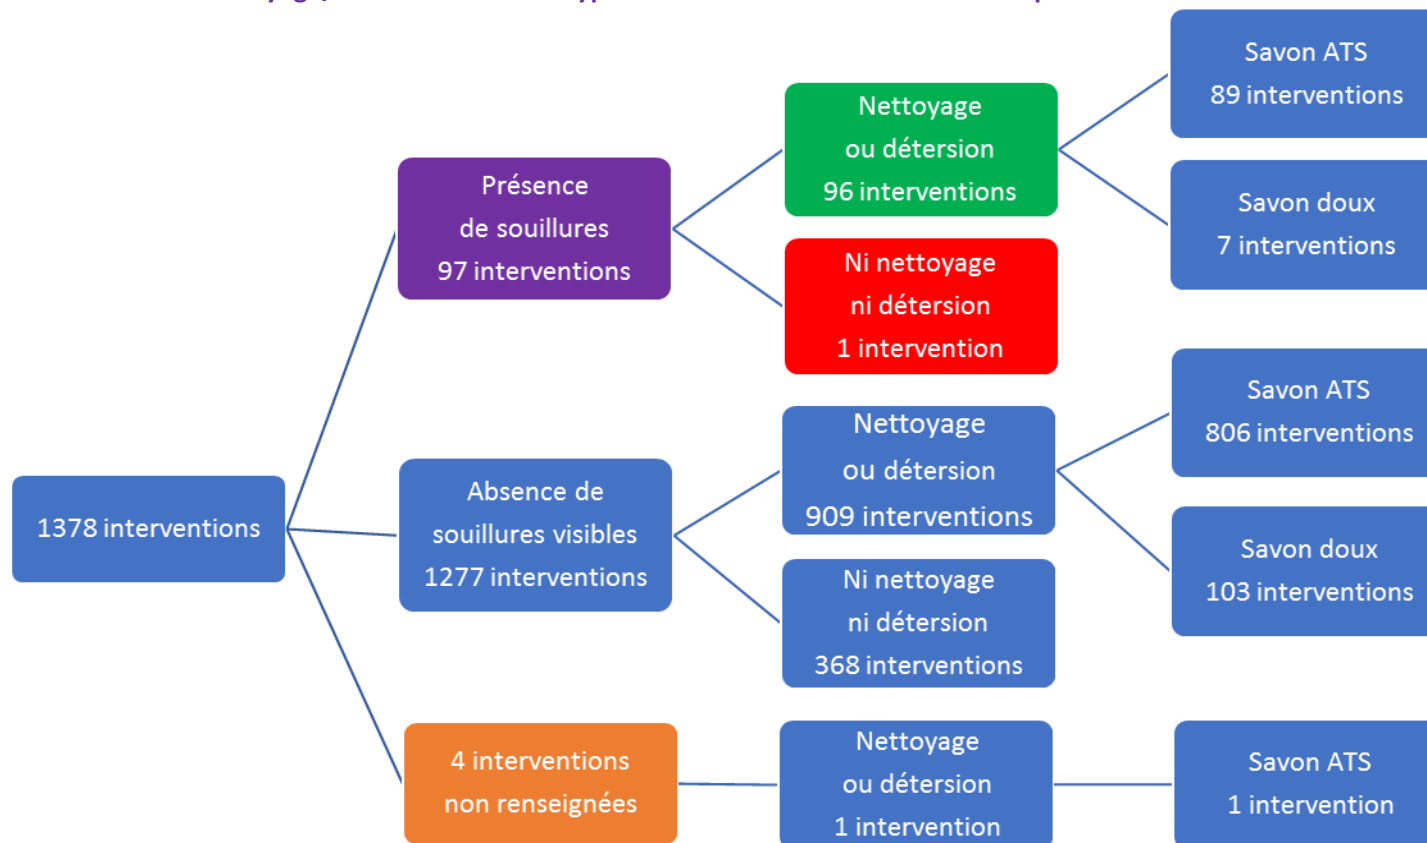 1378 interventions
Présence
de souillures
97 interventions
Nettoyage
ou détersion
96 interventions
Savon ATS
89 interventions
Savon doux
7 interventions
Ni nettoyage
ni détersion
1 intervention
Absence de
souillures visibles
1277 interventions
Nettoyage
ou détersion
909 interventions
Savon ATS
806 interventions
Savon doux
103 interventions
Ni nettoyage
ni détersion
368 interventions
4 interventions
non renseignées
Nettoyage
ou détersion
1 intervention
Savon ATS
1 intervention